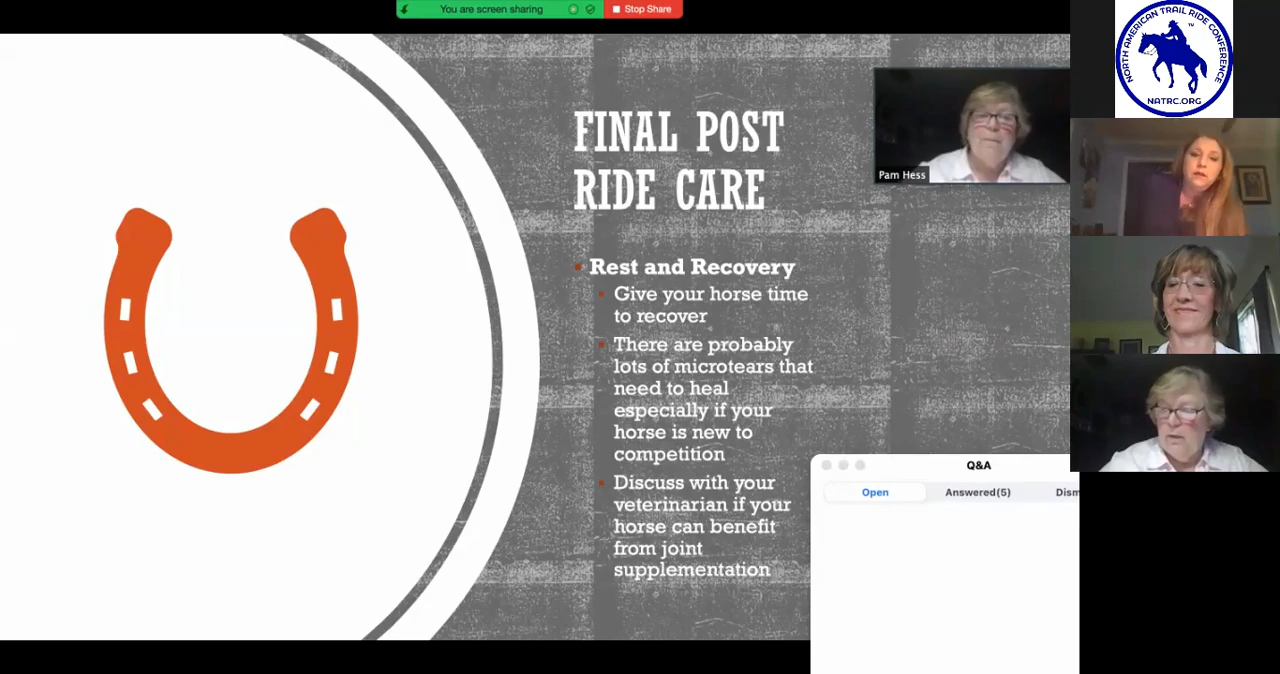 You are screen sharing
Stop Share
NORTH AMERICAN TRAIL RIDE CONFERENCE
TM
NATRC.ORG
FINAL POST
RIDE CARE
Pam Hess
Rest and Recovery
Give your horse time
to recover
There are probably
lots of microtears that
need to heal
especially if your
horse is new to
competition
Discuss with your
veterinarian if your
horse can benefit
from joint
supplementation
Q&A
Open
Answered(5)
Dism